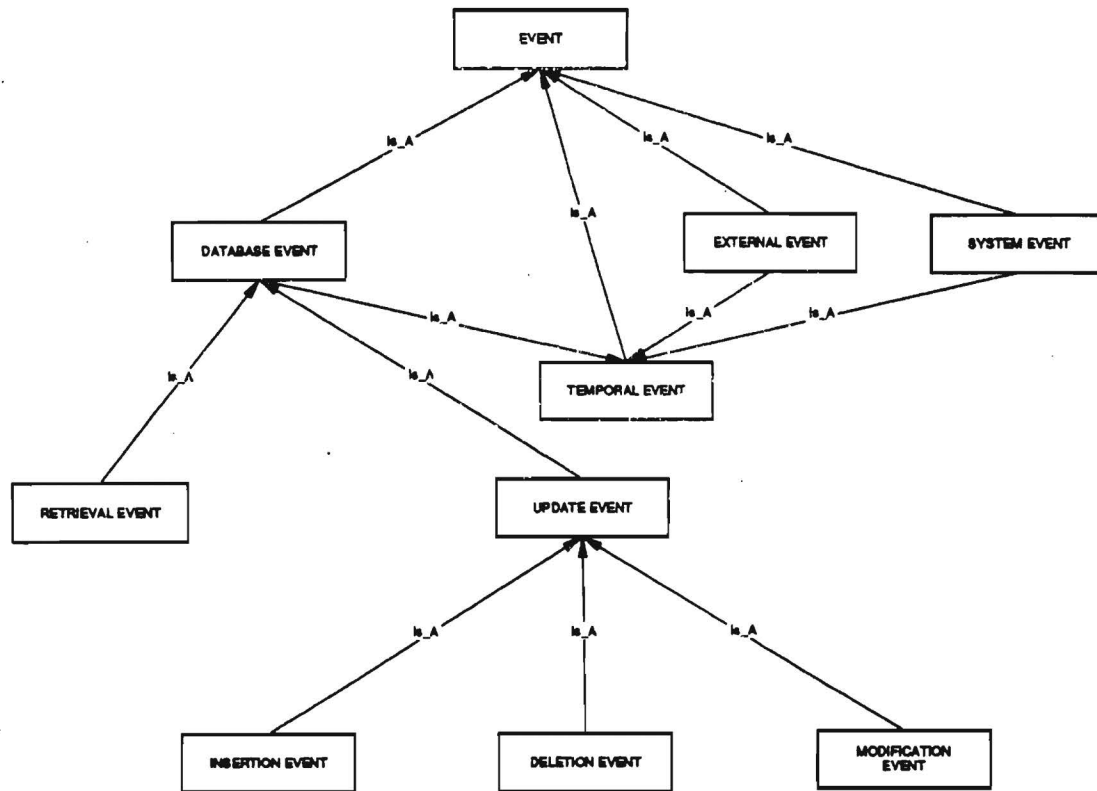 EVENT
Is_A
Is_A
Is_A
Is_A
DATABASE EVENT
EXTERNAL EVENT
SYSTEM EVENT
Is_A
Is_A
Is_A
Is_A
Is_A
TEMPORAL EVENT
RETRIEVAL EVENT
UPDATE EVENT
Is_A
Is_A
Is_A
INSERTION EVENT
DELETION EVENT
MODIFICATION
EVENT